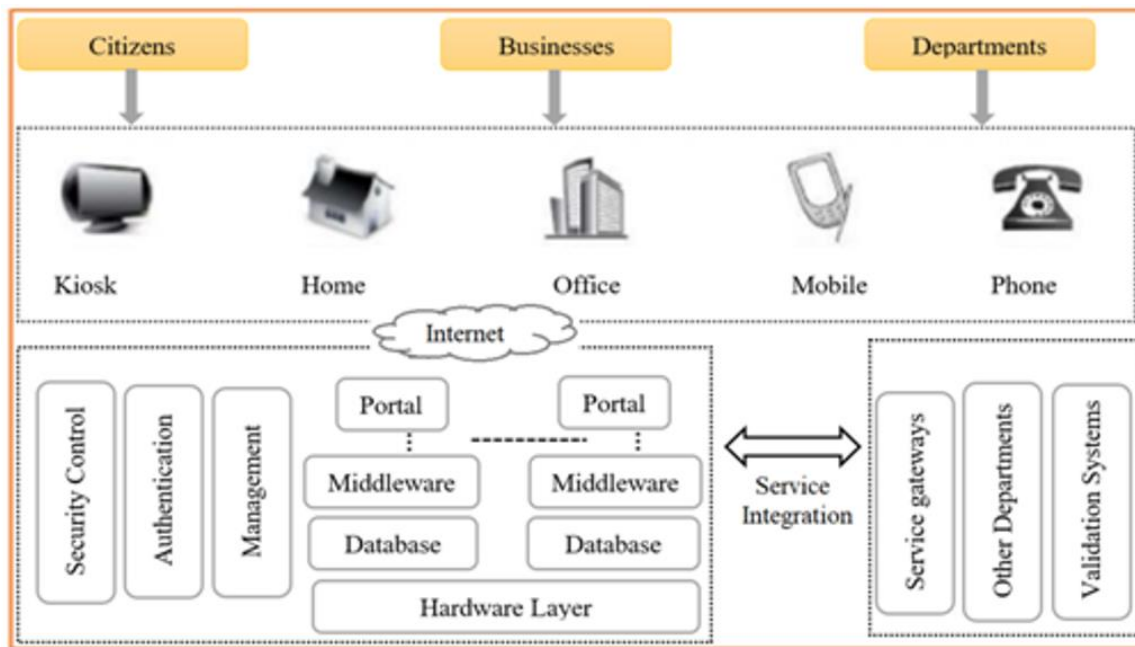 Citizens
Businesses
Departments
Kiosk
Home
Office
Mobile
Phone
Internet
Security Control
Authentication
Management
Portal
Portal
Middleware
Middleware
Database
Database
Hardware Layer
Service
Integration
Service gateways
Other Departments
Validation Systems